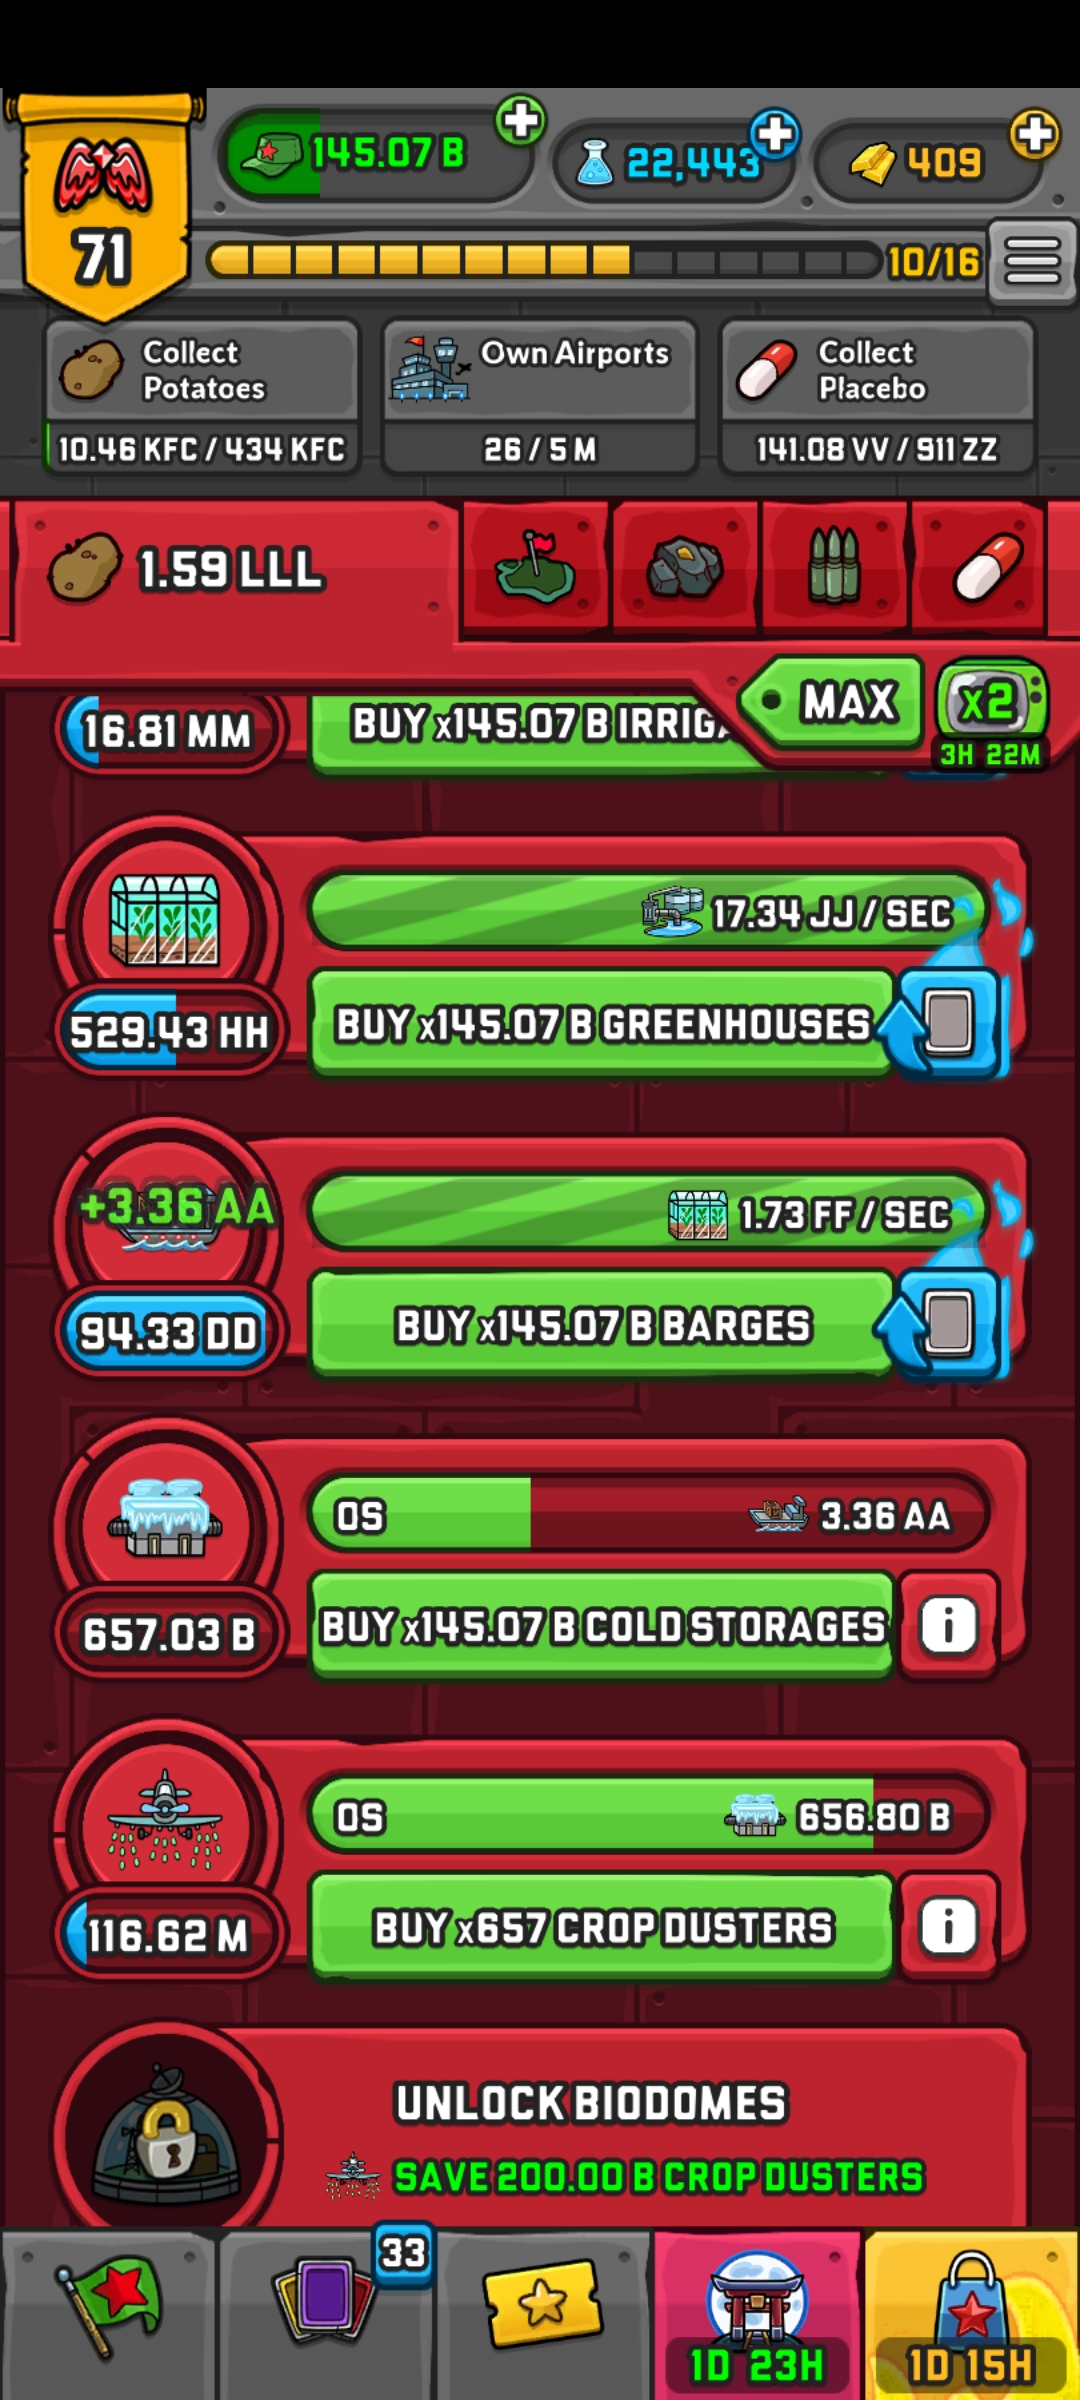 145.07 B
22,443
409
71
10/16
Collect
Potatoes
10.46 KFC / 434 KFC
Own Airports
26 / 5 M
Collect
Placebo
141.08 VV / 911 ZZ
1.59 LLL
MAX
x2
3H 22M
16.81 MM
BUY x145.07 B IRRIG
17.34 JJ / SEC
529.43 HH
BUY x145.07 B GREENHOUSES
+3.36 AA
1.73 FF / SEC
94.33 DD
BUY x145.07 B BARGES
0S
3.36 AA
657.03 B
BUY x145.07 B COLD STORAGES
i
0S
656.80 B
116.62 M
BUY x657 CROP DUSTERS
i
UNLOCK BIODOMES
SAVE 200.00 B CROP DUSTERS
33
1D 23H
1D 15H